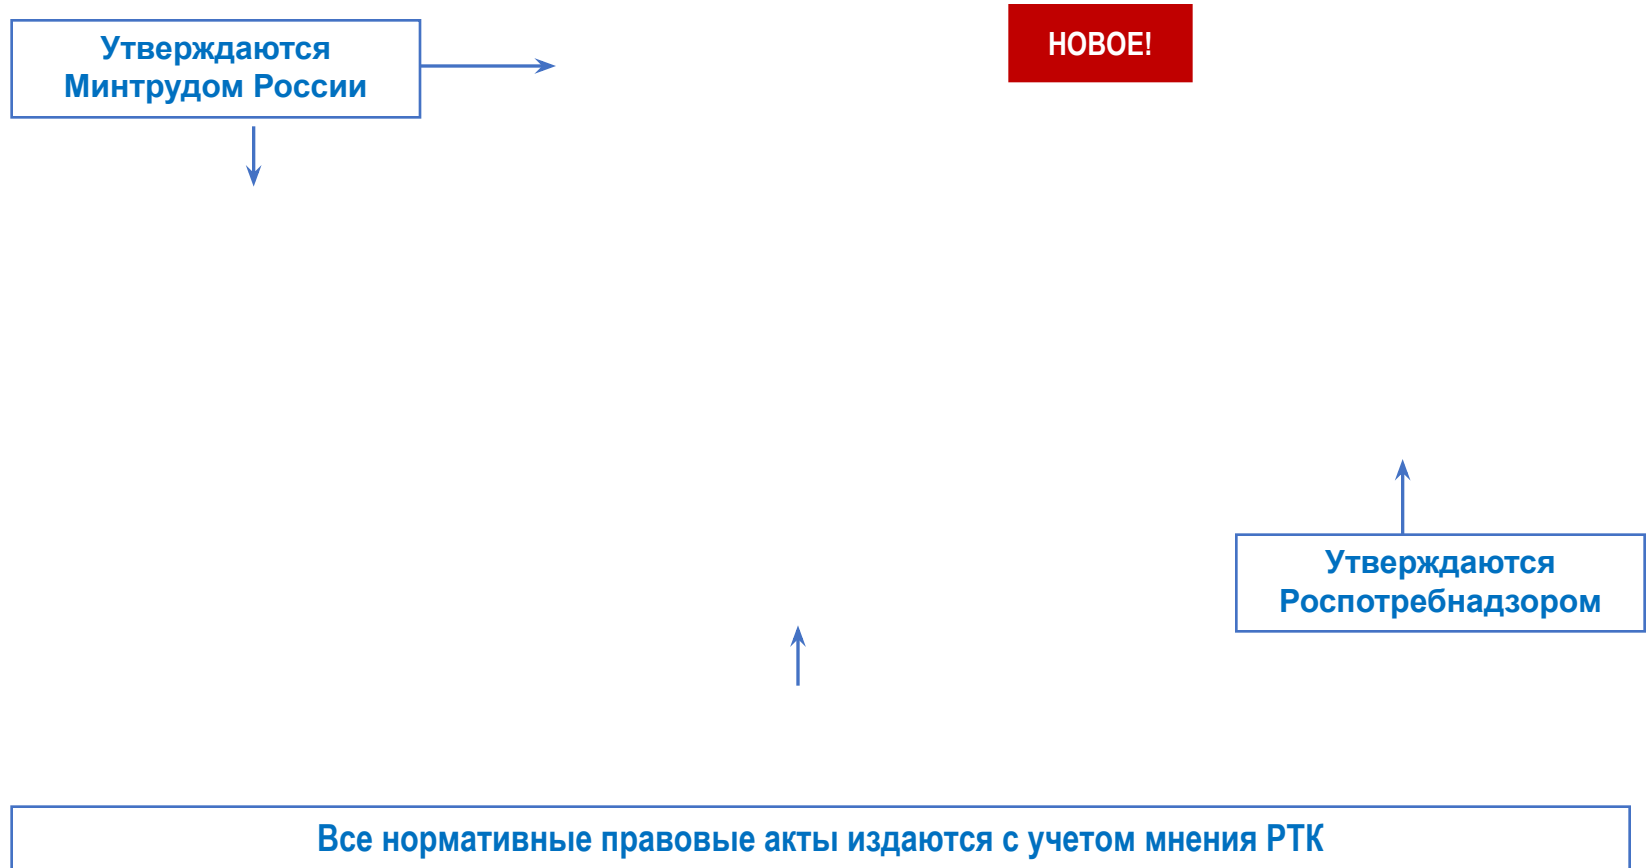 Утверждаются
Минтрудом России
НОВОЕ!
Утверждаются
Роспотребнадзором
Все нормативные правовые акты издаются с учетом мнения РТК